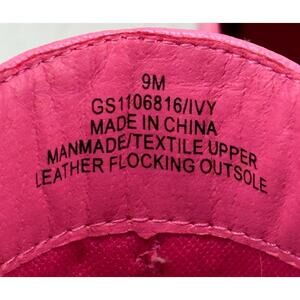 9M
GS1106816/IVY
MADE IN CHINA
MANMADE/TEXTILE UPPER
LEATHER FLOCKING OUTSOLE